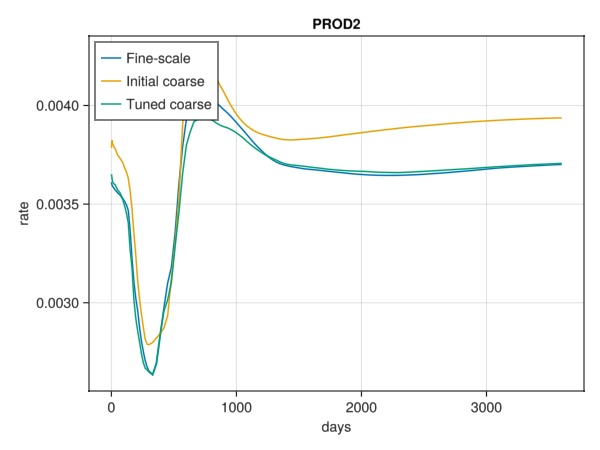 PROD2
Fine-scale
Initial coarse
Tuned coarse
0.0040
0.0035
0.0030
rate
0 1000 2000 3000
days